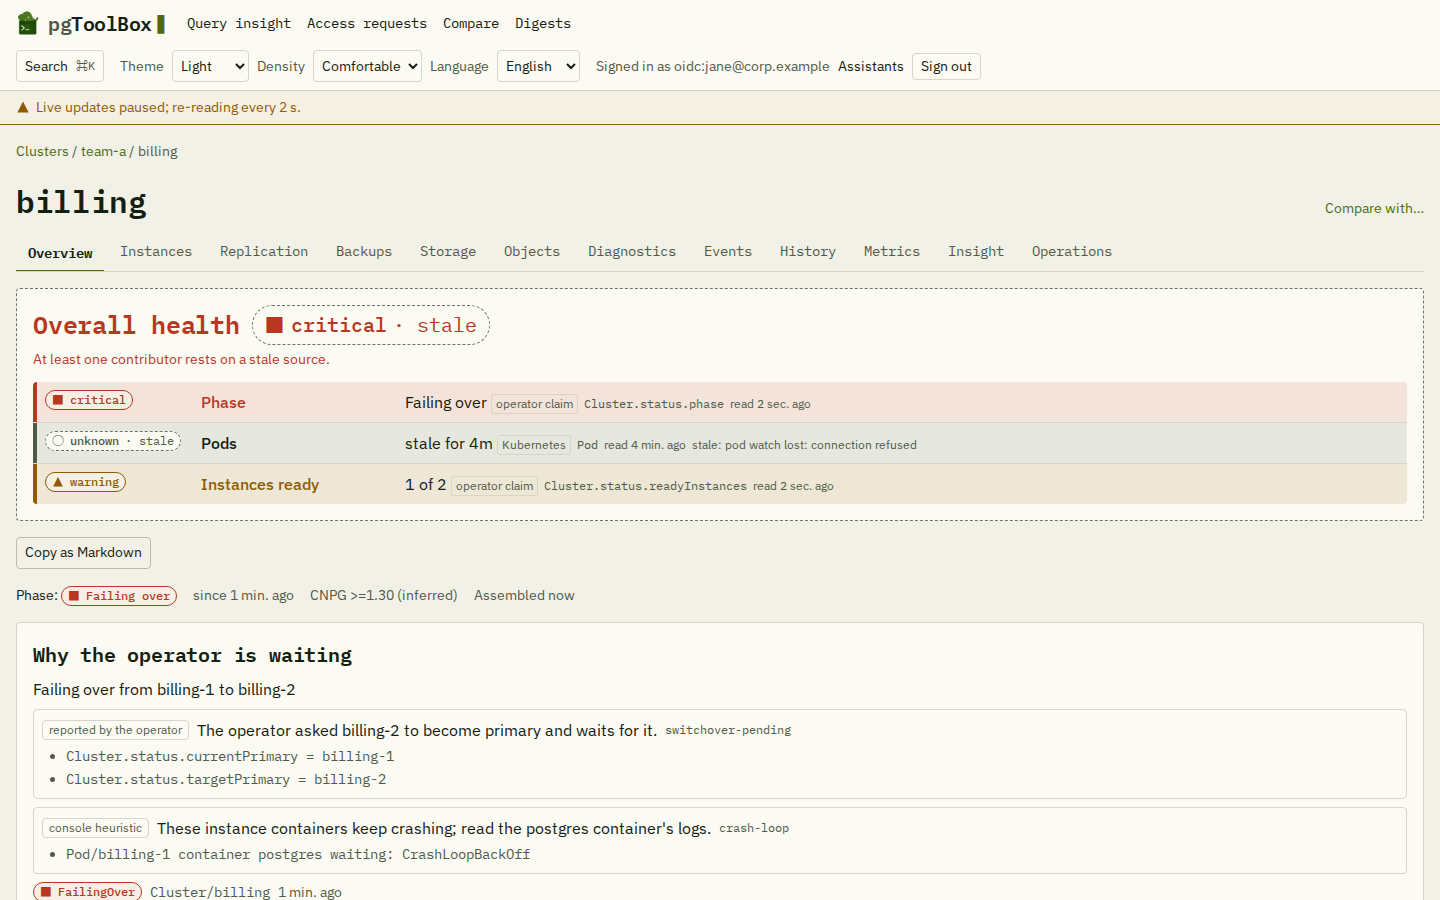 pgToolBox Query insight Access requests Compare Digests
Search ⌘K Theme Light Density Comfortable Language English Signed in as oidc:jane@corp.example Assistants Sign out
Live updates paused; re-reading every 2 s.
Clusters / team-a / billing
billing
Compare with...
Overview Instances Replication Backups Storage Objects Diagnostics Events History Metrics Insight Operations
Overall health critical · stale
At least one contributor rests on a stale source.
critical Phase Failing over operator claim Cluster.status.phase read 2 sec. ago
unknown · stale Pods stale for 4m Kubernetes Pod read 4 min. ago stale: pod watch lost: connection refused
warning Instances ready 1 of 2 operator claim Cluster.status.readyInstances read 2 sec. ago
Copy as Markdown
Phase: Failing over since 1 min. ago CNPG >=1.30 (inferred) Assembled now
Why the operator is waiting
Failing over from billing-1 to billing-2
reported by the operator The operator asked billing-2 to become primary and waits for it. switchover-pending
• Cluster.status.currentPrimary = billing-1
• Cluster.status.targetPrimary = billing-2
console heuristic These instance containers keep crashing; read the postgres container's logs. crash-loop
• Pod/billing-1 container postgres waiting: CrashLoopBackOff
FailingOver Cluster/billing 1 min. ago